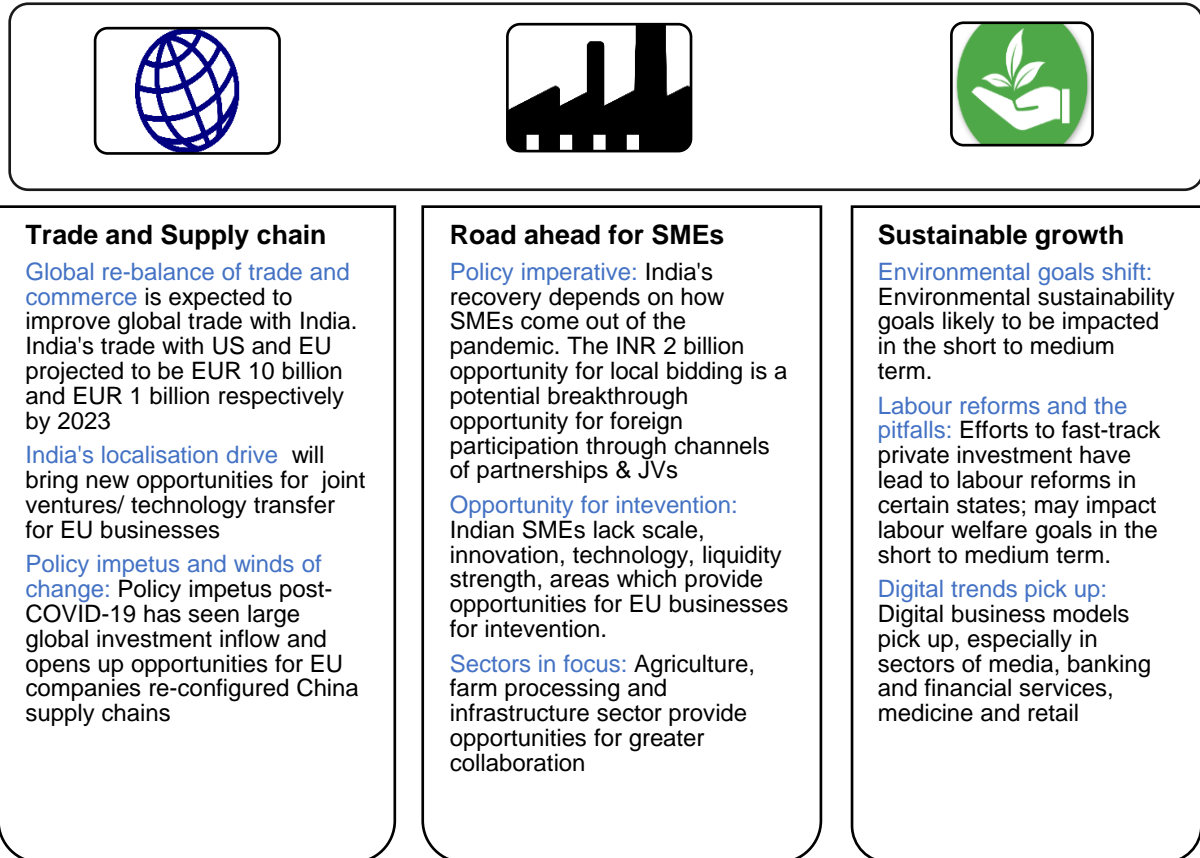 Trade and Supply chain
Global re-balance of trade and
commerce is expected to
improve global trade with India.
India's trade with US and EU
projected to be EUR 10 billion
and EUR 1 billion respectively
by 2023
India's localisation drive will
bring new opportunities for joint
ventures/ technology transfer
for EU businesses
Policy impetus and winds of
change: Policy impetus post-
COVID-19 has seen large
global investment inflow and
opens up opportunities for EU
companies re-configured China
supply chains
Road ahead for SMEs
Policy imperative: India's
recovery depends on how
SMEs come out of the
pandemic. The INR 2 billion
opportunity for local bidding is a
potential breakthrough
opportunity for foreign
participation through channels
of partnerships & JVs
Opportunity for intevention:
Indian SMEs lack scale,
innovation, technology, liquidity
strength, areas which provide
opportunities for EU businesses
for intevention.
Sectors in focus: Agriculture,
farm processing and
infrastructure sector provide
opportunities for greater
collaboration
Sustainable growth
Environmental goals shift:
Environmental sustainability
goals likely to be impacted
in the short to medium
term.
Labour reforms and the
pitfalls: Efforts to fast-track
private investment have
lead to labour reforms in
certain states; may impact
labour welfare goals in the
short to medium term.
Digital trends pick up:
Digital business models
pick up, especially in
sectors of media, banking
and financial services,
medicine and retail